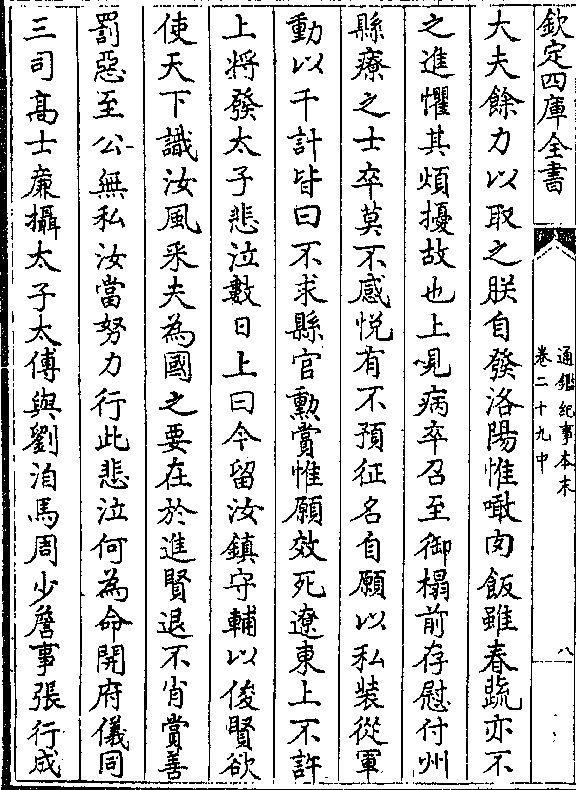 欽定四庫全書
通鑑紀事本末
卷二十九中
八
大夫餘力以取之朕自發洛陽惟噉肉飯雖春蔬亦不
之進懼其煩擾故也上見病卒召至御榻前存慰付州
縣療之士卒莫不感悦有不預征名自願以私裝從軍
動以千計皆曰不求縣官勲賞惟願效死遼東上不許
上將發太子悲泣數日上曰今留汝鎮守輔以俊賢欲
使天下識汝風采夫為國之要在於進賢退不肖賞善
罰惡至公無私汝當努力行此悲泣何為命開府儀同
三司髙士亷攝太子太傅與劉洎馬周少詹事張行成